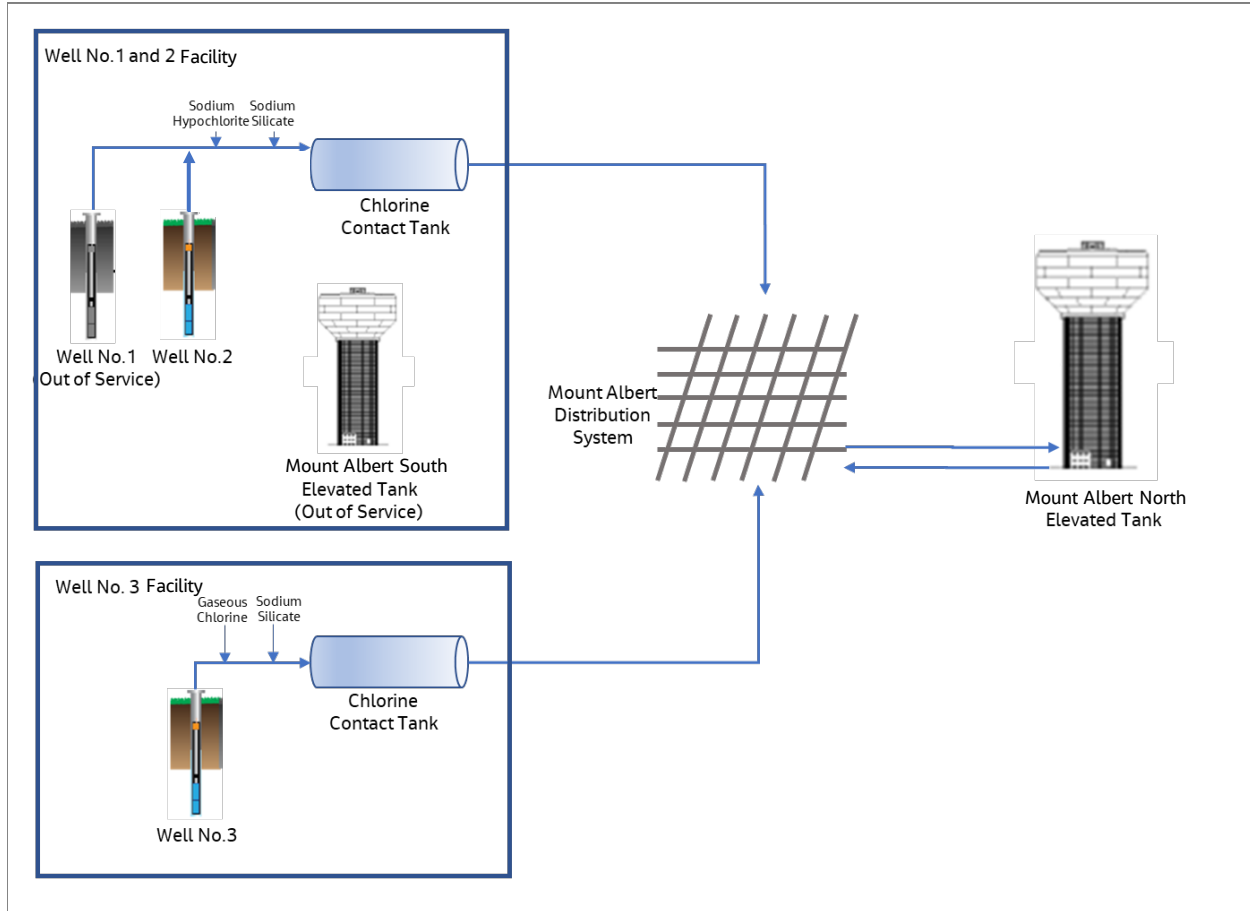 Well No.1 and 2 Facility
Sodium
Hypochlorite
Sodium
Silicate
Chlorine
Contact Tank
Well No.1
(Out of Service)
Well No.2
Mount Albert South
Elevated Tank
(Out of Service)
Mount Albert
Distribution
System
Mount Albert North
Elevated Tank
Well No. 3 Facility
Gaseous
Chlorine
Sodium
Silicate
Chlorine
Contact Tank
Well No.3